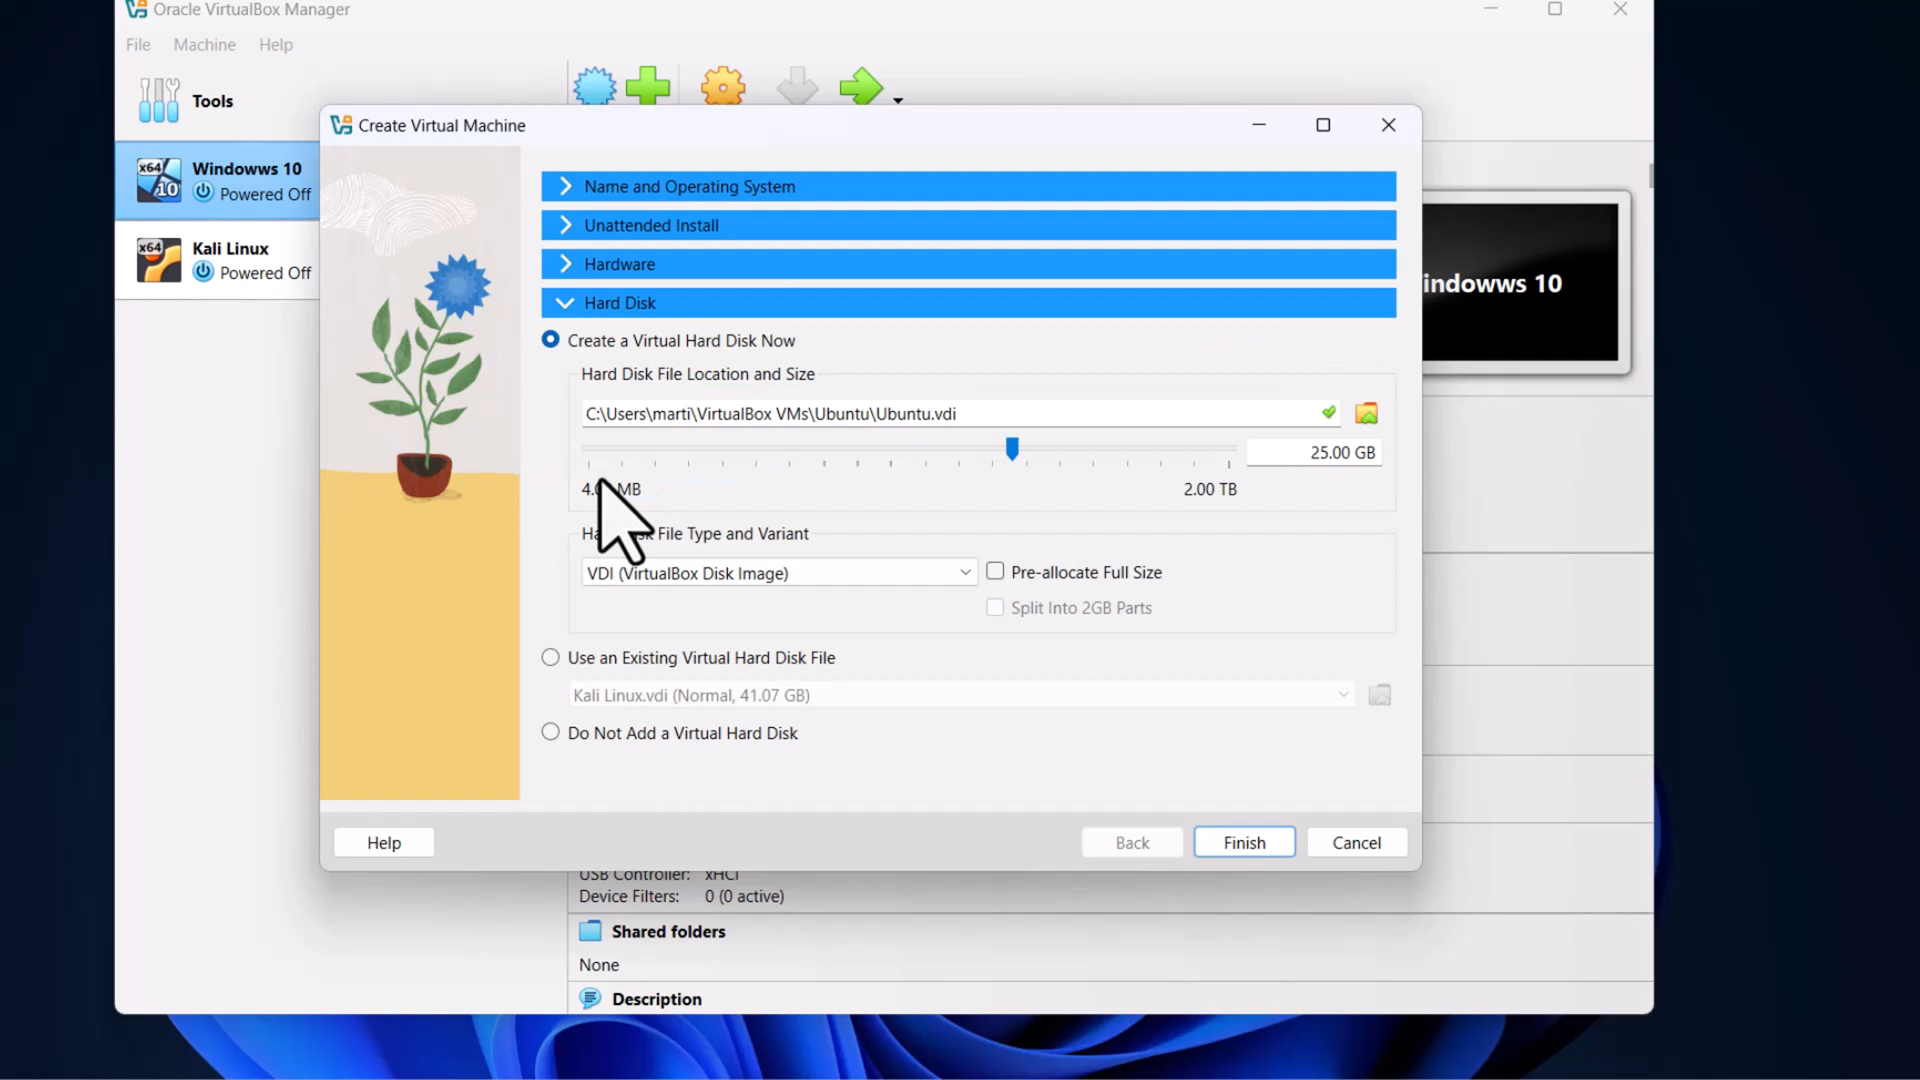 Oracle VirtualBox Manager
File Machine Help
Tools
Create Virtual Machine
x64
10
Windowws 10
Powered Off
x64
Kali Linux
Powered Off
Name and Operating System
Unattended Install
Hardware
Hard Disk
indowws 10
Create a Virtual Hard Disk Now
Hard Disk File Location and Size
C:\Users\marti\VirtualBox VMs\Ubuntu\Ubuntu.vdi
25.00 GB
MB
2.00 TB
File Type and Variant
VDI (VirtualBox Disk Image)
Pre-allocate Full Size
Split Into 2GB Parts
Use an Existing Virtual Hard Disk File
Kali Linux.vdi (Normal, 41.07 GB)
Do Not Add a Virtual Hard Disk
Help
Back
Finish
Cancel
USB Controller: xHCI
Device Filters: 0 (0 active)
Shared folders
None
Description